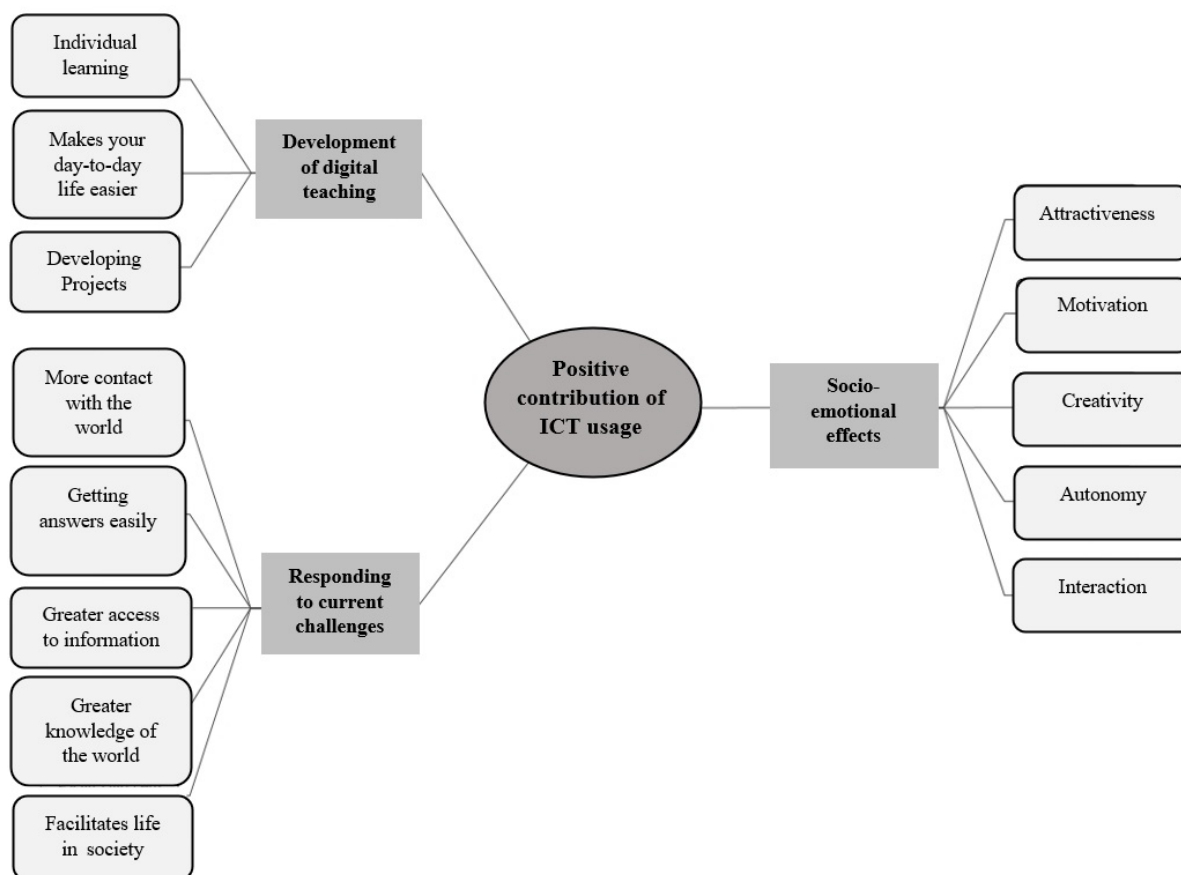 Individual
learning
Makes your
day-to-day
life easier
Developing
Projects
Development
of digital
teaching
More contact
with the
world
Getting
answers easily
Greater access
to information
Greater
knowledge of
the world
Facilitates life
in society
Responding
to current
challenges
Positive
contribution of
ICT usage
Socio-
emotional
effects
Attractiveness
Motivation
Creativity
Autonomy
Interaction